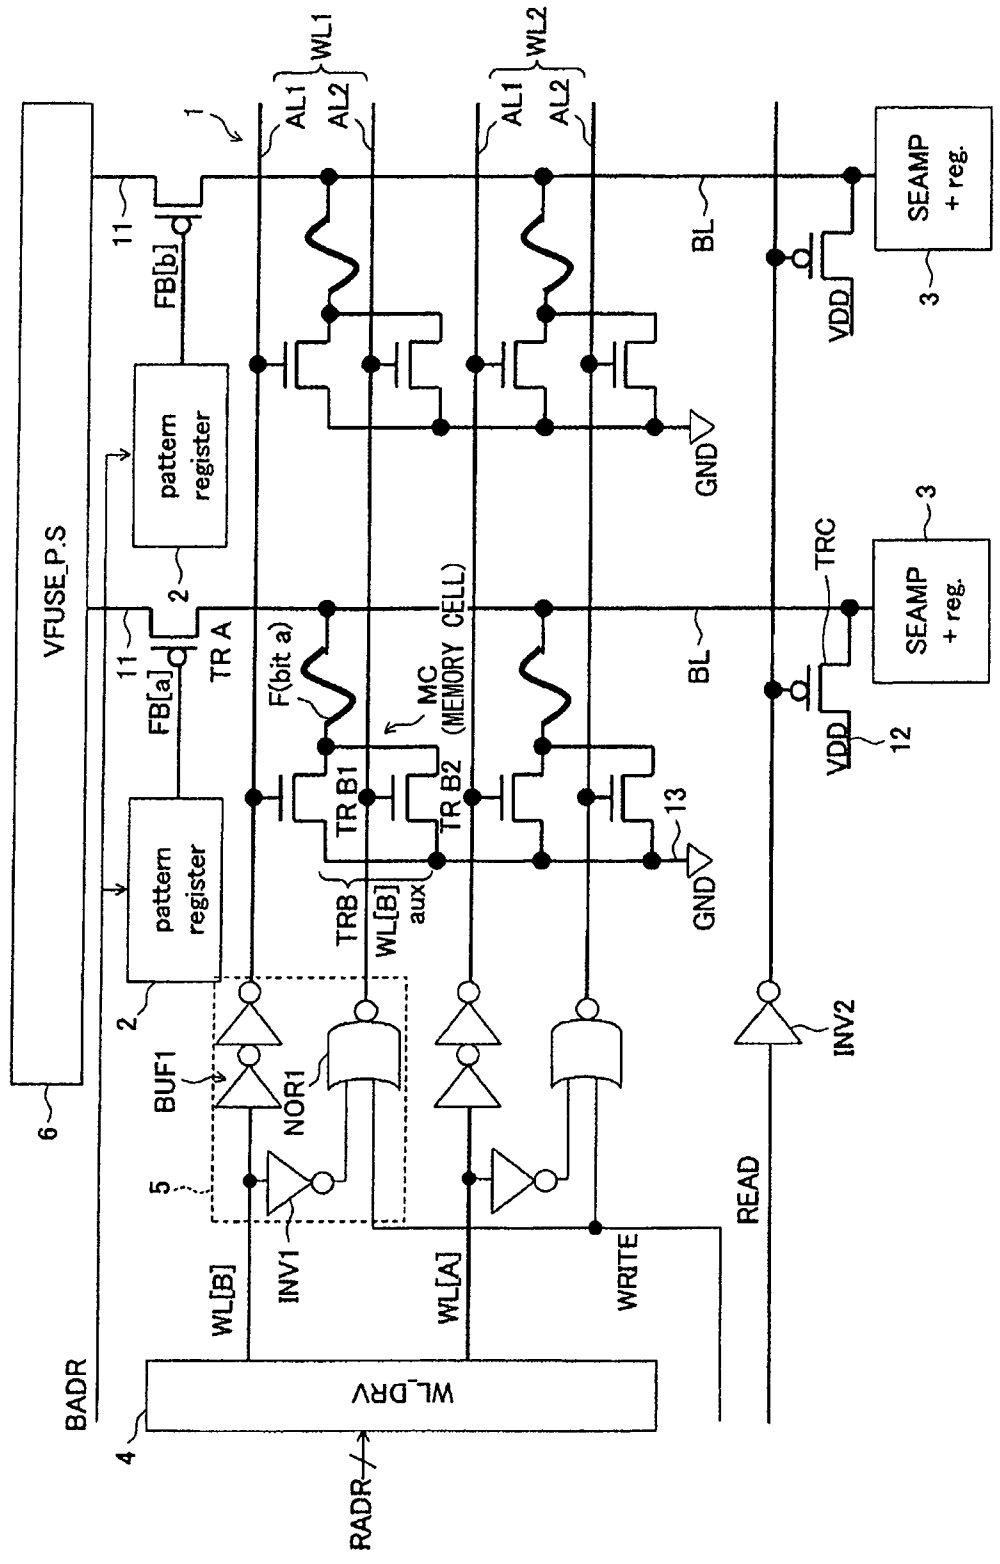 VFUSE_P.S
6
BADR
11
11
FB[a]
FB[b]
TR A
pattern
register
2
pattern
register
2
1
AL1
AL2
WL1
AL1
AL2
WL2
F(bit a)
MC
(MEMORY CELL)
TR B1
TR B2
TRB
WL[B]
aux
13
GND
GND
BL
BL
BUF1
NOR1
INV1
5
WL[B]
WL[A]
WRITE
READ
INV2
WL_DRV
4
RADR
VDD
12
TRC
VDD
SEAMP
+ reg.
3
SEAMP
+ reg.
3